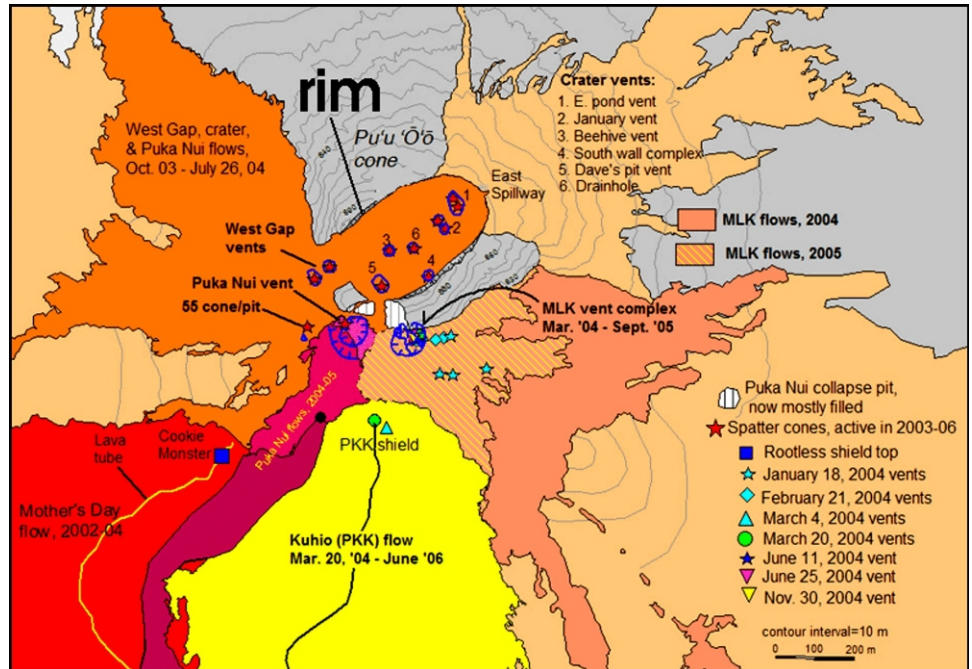 rim
Pu'u 'Ō'ō
cone
840
860
West Gap, crater,
& Puka Nui flows,
Oct. 03 - July 26, 04
Crater vents:
1. E. pond vent
2. January vent
3. Beehive vent
4. South wall complex
5. Dave's pit vent
6. Drainhole
East
Spillway
1
2
3
6
5
4
West Gap
vents
Puka Nui vent
55 cone/pit
MLK flows, 2004
MLK flows, 2005
MLK vent complex
Mar. '04 - Sept. '05
Puka Nui flows, 2004-05
PKK shield
Lava
tube
Cookie
Monster
Mother's Day
flow, 2002-04
Kuhio (PKK) flow
Mar. 20, '04 - June '06
Puka Nui collapse pit,
now mostly filled
Spatter cones, active in 2003-06
Rootless shield top
January 18, 2004 vents
February 21, 2004 vents
March 4, 2004 vents
March 20, 2004 vents
June 11, 2004 vent
June 25, 2004 vent
Nov. 30, 2004 vent
contour interval=10 m
0
200 m